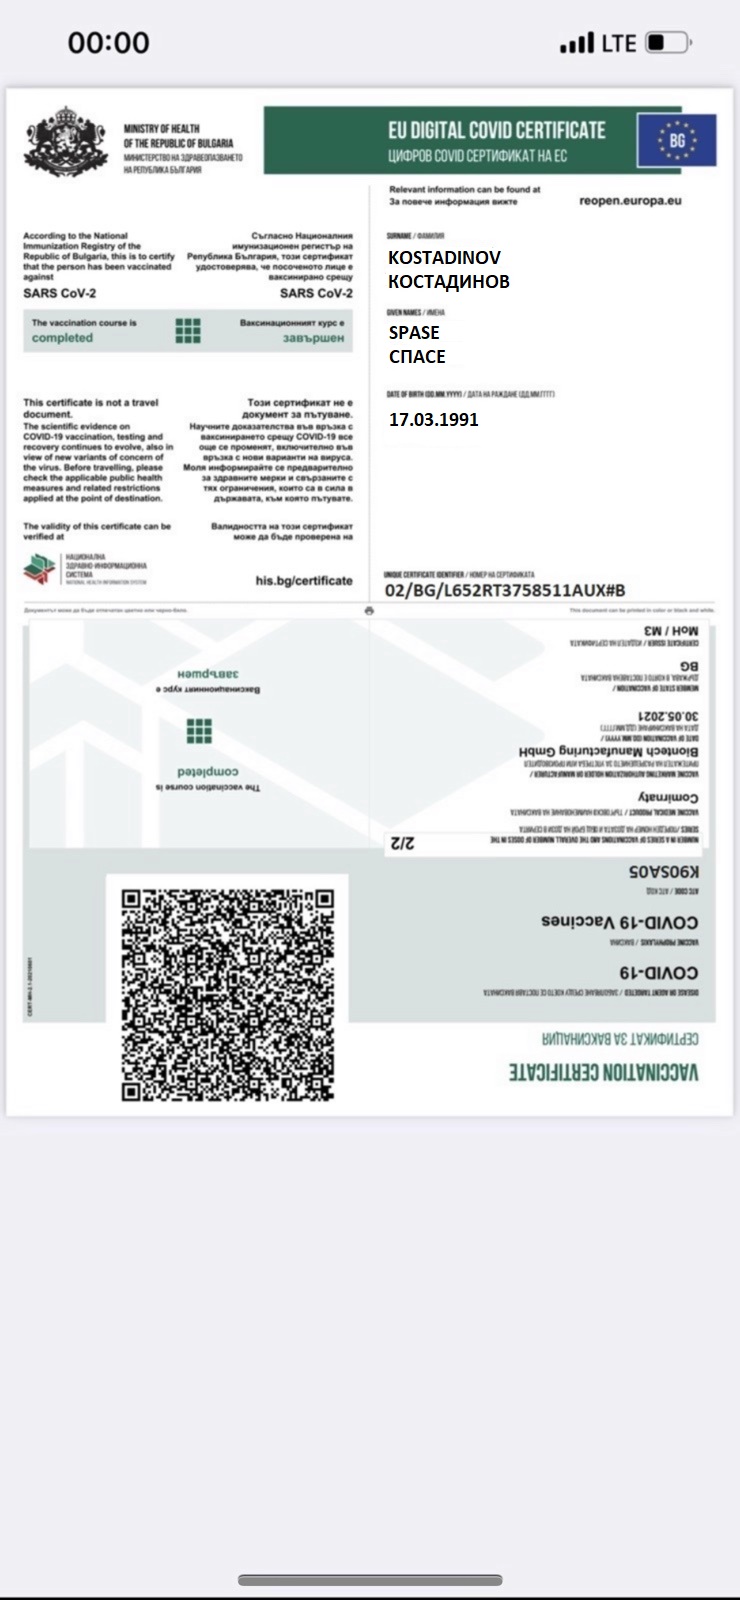 00:00
LTE
MINISTRY OF HEALTH
OF THE REPUBLIC OF BULGARIA
МИНИСТЕРСТВО НА ЗДРАВЕОПАЗВАНЕТО
НА РЕПУБЛИКА БЪЛГАРИЯ
EU DIGITAL COVID CERTIFICATE
ЦИФРОВ COVID СЕРТИФИКАТ НА ЕС
BG
Relevant information can be found at
За повече информация вижте
reopen.europa.eu
According to the National
Immunization Registry of the
Republic of Bulgaria, this is to certify
that the person has been vaccinated
against
SARS CoV-2
Съгласно Националния
имунизационен регистър на
Република България, този сертификат
удостоверява, че посоченото лице е
ваксинирано срещу
SARS CoV-2
The vaccination course is
completed
Ваксинационният курс е
завършен
SURNAME / ФАМИЛИЯ
KOSTADINOV
КОСТАДИНОВ
GIVEN NAMES / ИМЕНА
SPASE
СПАСЕ
DATE OF BIRTH (DD.MM.YYYY) / ДАТА НА РАЖДАНЕ (ДД.ММ.ГГГГ)
17.03.1991
This certificate is not a travel
document.
The scientific evidence on
COVID-19 vaccination, testing and
recovery continues to evolve, also in
view of new variants of concern of
the virus. Before travelling, please
check the applicable public health
measures and related restrictions
applied at the point of destination.
Този сертификат не е
документ за пътуване.
Научните доказателства във връзка с
ваксинирането срещу COVID-19 все
още се променят, включително във
връзка с нови варианти на вируса.
Моля информирайте се предварително
за здравните мерки и свързаните с
тях ограничения, които са в сила в
държавата, към която пътувате.
The validity of this certificate can be
verified at
Валидността на този сертификат
може да бъде проверена на
НАЦИОНАЛНА
ЗДРАВНО-ИНФОРМАЦИОННА
СИСТЕМА
NATIONAL HEALTH INFORMATION SYSTEM
his.bg/certificate
UNIQUE CERTIFICATE IDENTIFIER / НОМЕР НА СЕРТИФИКАТА
02/BG/L652RT3758511AUX#B
Документът може да бъде отпечатан цветно или черно-бяло.
This document can be printed in color or black and white.
VACCINATION CERTIFICATE
СЕРТИФИКАТ ЗА ВАКСИНАЦИЯ
DISEASE OR AGENT TARGETED / ЗАБОЛЯВАНЕ СРЕЩУ КОЕТО СЕ ПОСТАВЯ ВАКСИНАТА
COVID-19
VACCINE PROPHYLAXIS / ВАКСИНА
COVID-19 Vaccines
ATC CODE / АТС КОД
K90SA05
NUMBER IN A SERIES OF VACCINATIONS AND THE OVERALL NUMBER OF DOSES IN THE
SERIES / ПОРЕДЕН НОМЕР НА ДОЗАТА И ОБЩ БРОЙ НА ДОЗИ В СЕРИЯТА
2/2
VACCINE MEDICAL PRODUCT / ТЪРГОВСКО НАИМЕНОВАНИЕ НА ВАКСИНАТА
Comirnaty
VACCINE MARKETING AUTHORIZATION HOLDER OR MANUFACTURER /
ПРИТЕЖАТЕЛ НА РАЗРЕШЕНИЕТО ЗА УПОТРЕБА ИЛИ ПРОИЗВОДИТЕЛ
Biontech Manufacturing GmbH
DATE OF VACCINATION (DD.MM.YYYY) /
ДАТА НА ВАКСИНИРАНЕ (ДД.ММ.ГГГГ)
30.05.2021
MEMBER STATE OF VACCINATION /
ДЪРЖАВА, В КОЯТО Е ПОСТАВЕНА ВАКСИНАТА
BG
CERTIFICATE ISSUER / ИЗДАТЕЛ НА СЕРТИФИКАТА
MoH / МЗ
The vaccination course is
completed
Ваксинационният курс е
завършен